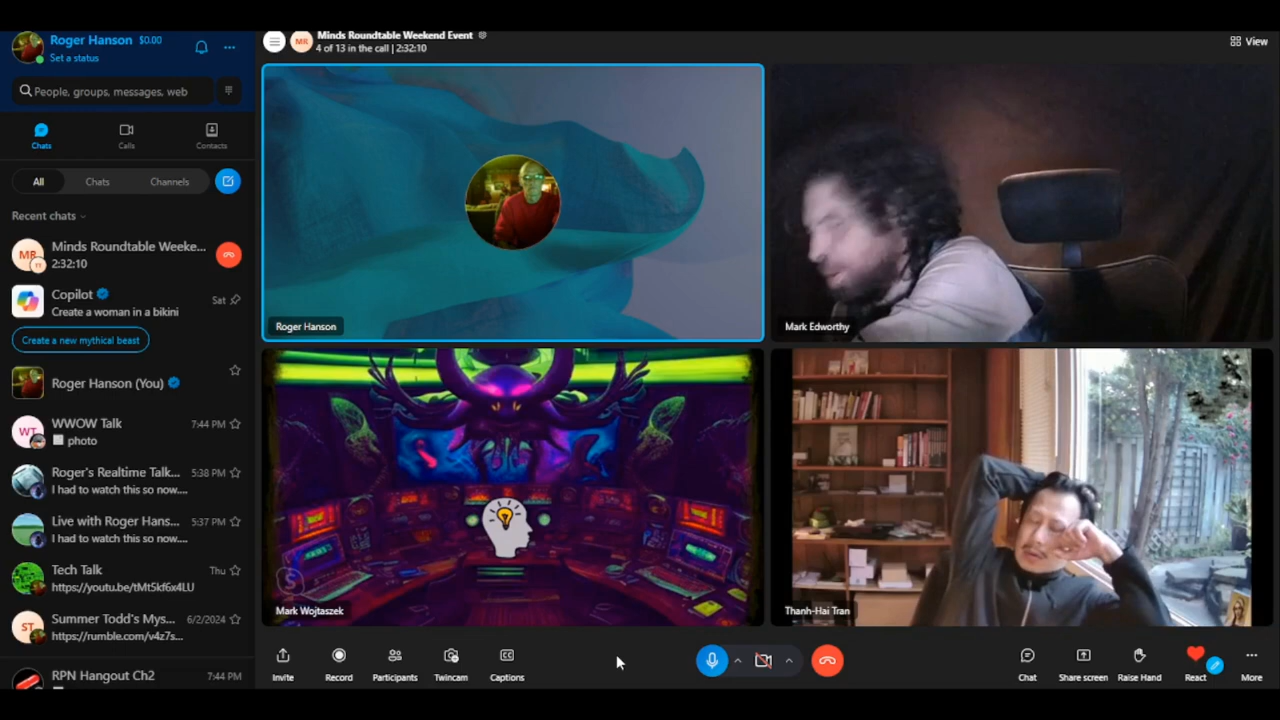 Roger Hanson $0.00
Set a status
People, groups, messages, web
Chats Calls Contacts
All Chats Channels
Recent chats
MR Minds Roundtable Weeke...
2:32:10
Copilot Sat
Create a woman in a bikini
Create a new mythical beast
Roger Hanson (You)
WT WWOW Talk 7:44 PM
photo
Roger's Realtime Talk... 5:38 PM
I had to watch this so now....
Live with Roger Hans... 5:37 PM
I had to watch this so now....
Tech Talk Thu
https://youtu.be/tMt5kf6x4LU
ST Summer Todd's Mys... 6/2/2024
https://rumble.com/v4z7s...
RPN Hangout Ch2 7:44 PM
MR Minds Roundtable Weekend Event
4 of 13 in the call | 2:32:10
View
Roger Hanson
Mark Edworthy
Mark Wojtaszek
Thanh-Hai Tran
Invite Record Participants Twincam Captions
Chat Share screen Raise Hand React More